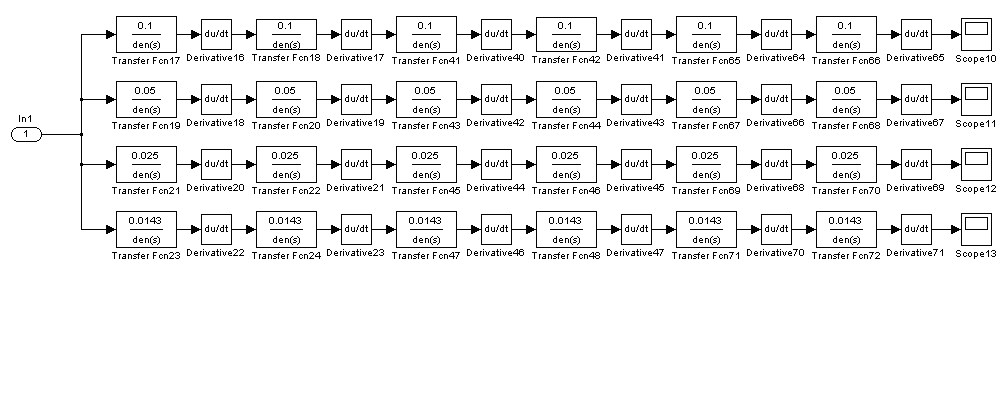 0.1 du/dt 0.1 du/dt 0.1 du/dt 0.1 du/dt 0.1 du/dt 0.1 du/dt
den(s) den(s) den(s) den(s) den(s) den(s)
Transfer Fcn17 Derivative16 Transfer Fcn18 Derivative17 Transfer Fcn41 Derivative40 Transfer Fcn42 Derivative41 Transfer Fcn65 Derivative64 Transfer Fcn66 Derivative65 Scope10
0.05 du/dt 0.05 du/dt 0.05 du/dt 0.05 du/dt 0.05 du/dt 0.05 du/dt
den(s) den(s) den(s) den(s) den(s) den(s)
Transfer Fcn19 Derivative18 Transfer Fcn20 Derivative19 Transfer Fcn43 Derivative42 Transfer Fcn44 Derivative43 Transfer Fcn67 Derivative66 Transfer Fcn68 Derivative67 Scope11
In1
1
0.025 du/dt 0.025 du/dt 0.025 du/dt 0.025 du/dt 0.025 du/dt 0.025 du/dt
den(s) den(s) den(s) den(s) den(s) den(s)
Transfer Fcn21 Derivative20 Transfer Fcn22 Derivative21 Transfer Fcn45 Derivative44 Transfer Fcn46 Derivative45 Transfer Fcn69 Derivative68 Transfer Fcn70 Derivative69 Scope12
0.0143 du/dt 0.0143 du/dt 0.0143 du/dt 0.0143 du/dt 0.0143 du/dt 0.0143 du/dt
den(s) den(s) den(s) den(s) den(s) den(s)
Transfer Fcn23 Derivative22 Transfer Fcn24 Derivative23 Transfer Fcn47 Derivative46 Transfer Fcn48 Derivative47 Transfer Fcn71 Derivative70 Transfer Fcn72 Derivative71 Scope13